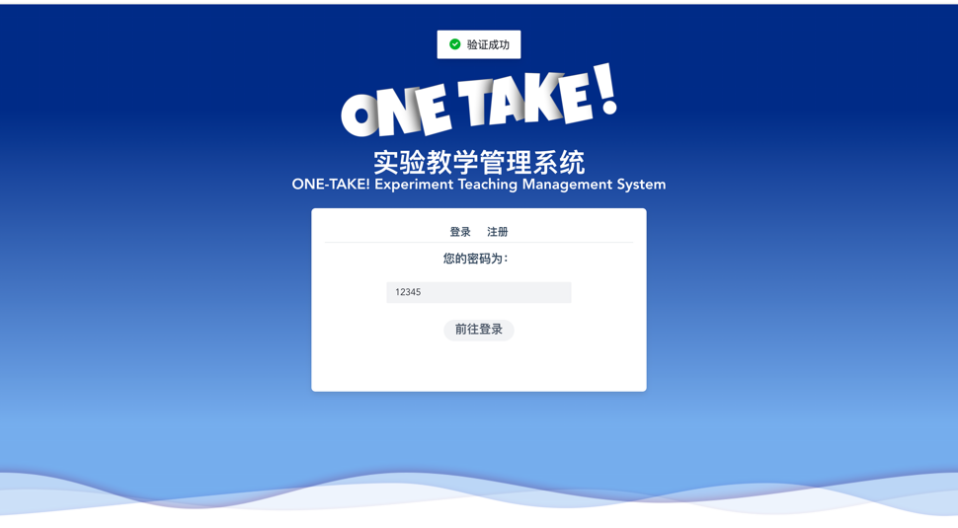 验证成功
ONE TAKE!
实验教学管理系统
ONE-TAKE! Experiment Teaching Management System
登录 注册
您的密码为：
12345
前往登录